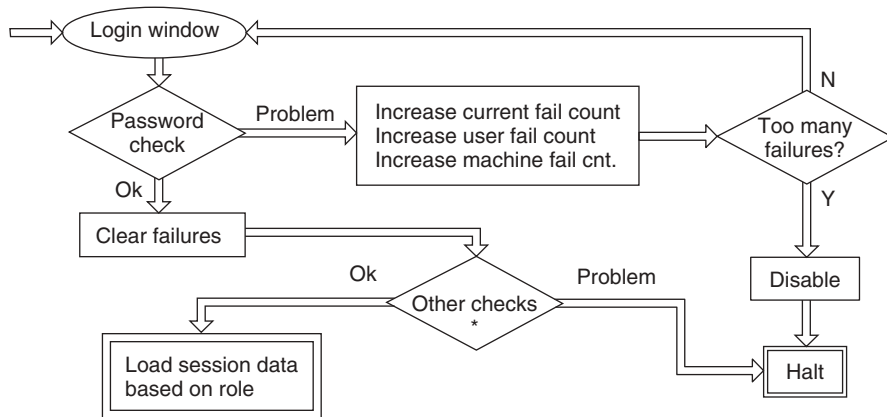 Login window
N
Problem
Password
check
Increase current fail count
Increase user fail count
Increase machine fail cnt.
Too many
failures?
Ok
Y
Clear failures
Ok
Problem
Disable
Other checks
*
Load session data
based on role
Halt